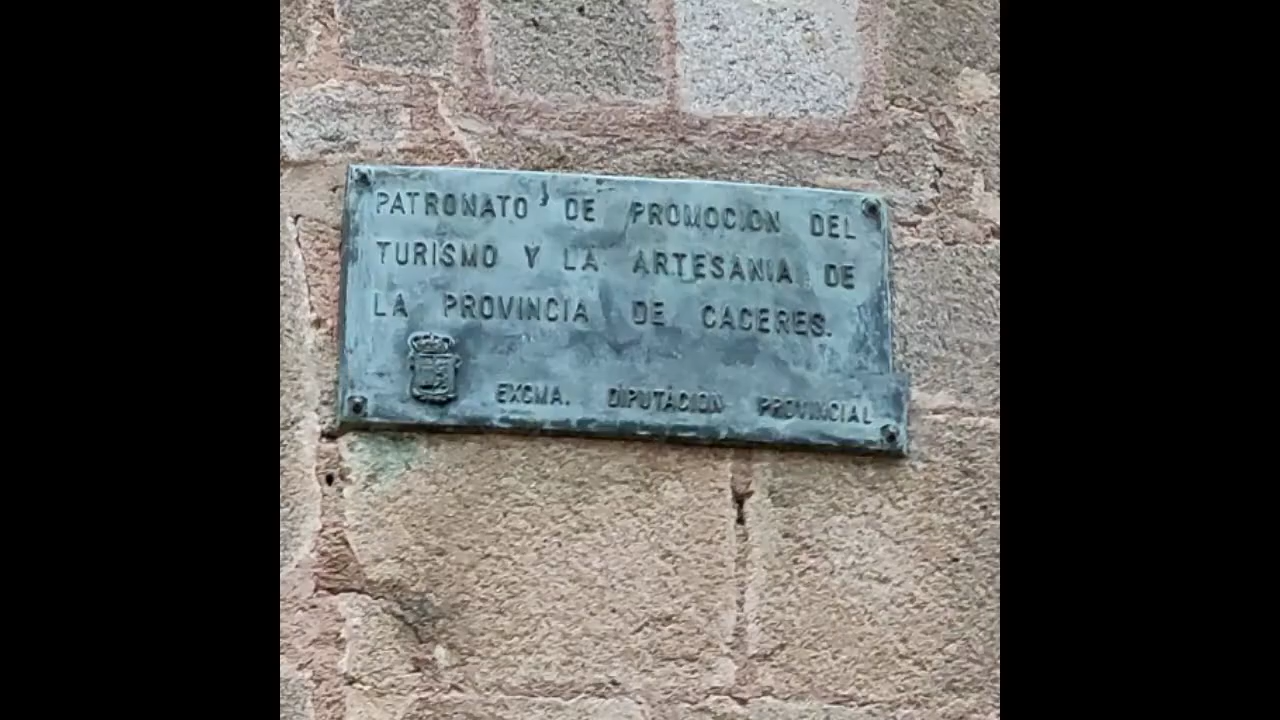 PATRONATO DE PROMOCION DEL
TURISMO Y LA ARTESANIA DE
LA PROVINCIA DE CACERES.
EXCMA. DIPUTACION PROVINCIAL